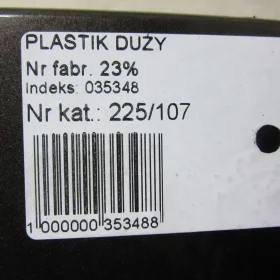 PLASTIK DUŻY
Nr fabr. 23%
Indeks: 035348
Nr kat.: 225/107
1 000000 353488